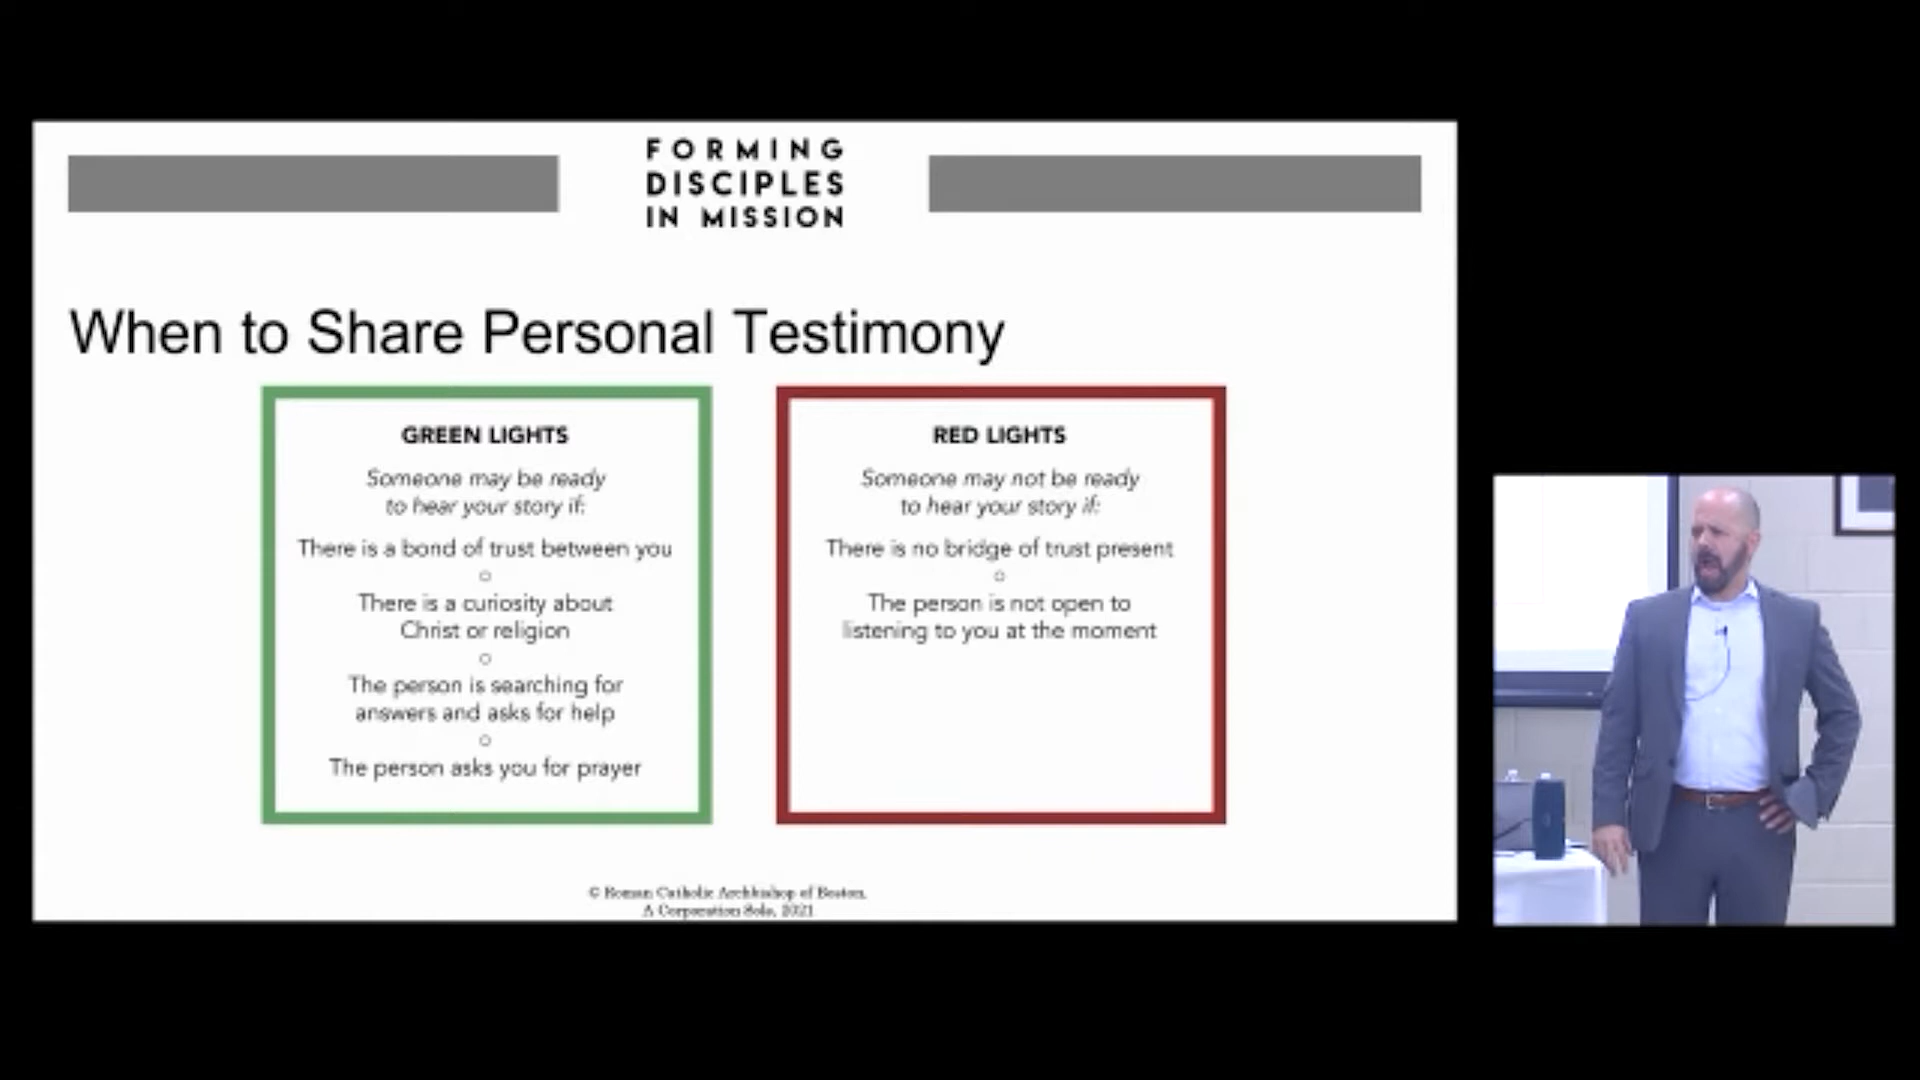 FORMING
DISCIPLES
IN MISSION
When to Share Personal Testimony
GREEN LIGHTS
Someone may be ready
to hear your story if:
There is a bond of trust between you
There is a curiosity about
Christ or religion
The person is searching for
answers and asks for help
The person asks you for prayer
RED LIGHTS
Someone may not be ready
to hear your story if:
There is no bridge of trust present
The person is not open to
listening to you at the moment
© Roman Catholic Archbishop of Boston,
A Corporation Sole, 2021